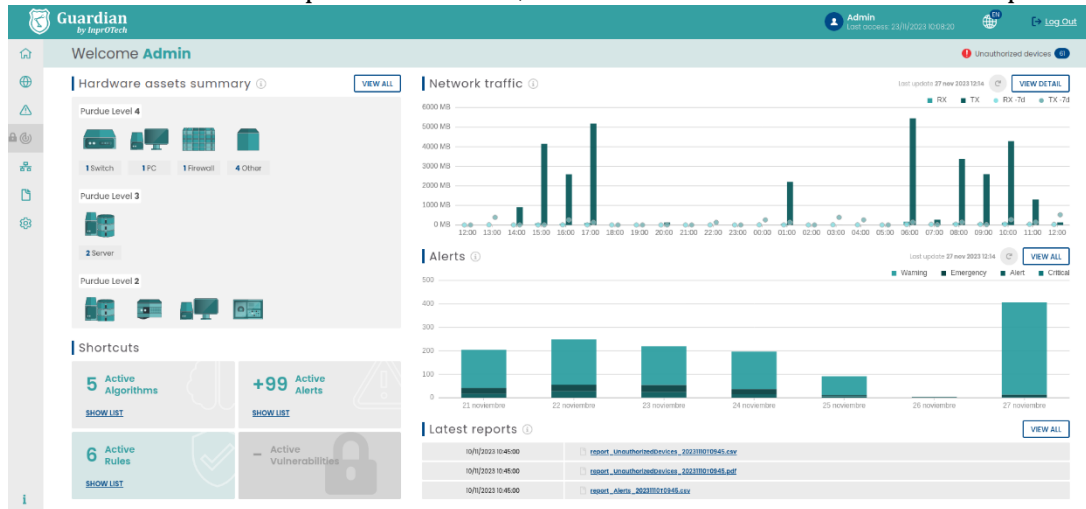 Guardian
by InprOTech
Admin
Last access: 23/11/2023 10:08:20
EN
Log Out
Welcome Admin
Unauthorized devices 61
Hardware assets summary
VIEW ALL
Purdue Level 4
1 Switch 1 PC 1 Firewall 4 Other
Purdue Level 3
2 Server
Purdue Level 2
Shortcuts
5 Active Algorithms
SHOW LIST
+99 Active Alerts
SHOW LIST
6 Active Rules
SHOW LIST
– Active Vulnerabilities
Network traffic
Last update 27 nov 2023 12:14
VIEW DETAIL
RX TX RX -7d TX -7d
6000 MB
5000 MB
4000 MB
3000 MB
2000 MB
1000 MB
0 MB
12:00 13:00 14:00 15:00 16:00 17:00 18:00 19:00 20:00 21:00 22:00 23:00 00:00 01:00 02:00 03:00 04:00 05:00 06:00 07:00 08:00 09:00 10:00 11:00 12:00
Alerts
Last update 27 nov 2023 12:14
VIEW ALL
Warning Emergency Alert Critical
500
400
300
200
100
0
21 noviembre 22 noviembre 23 noviembre 24 noviembre 25 noviembre 26 noviembre 27 noviembre
Latest reports
VIEW ALL
10/11/2023 10:45:00 report_UnauthorizedDevices_20231110T0945.csv
10/11/2023 10:45:00 report_UnauthorizedDevices_20231110T0945.pdf
10/11/2023 10:45:00 report_Alerts_20231110T0945.csv
i